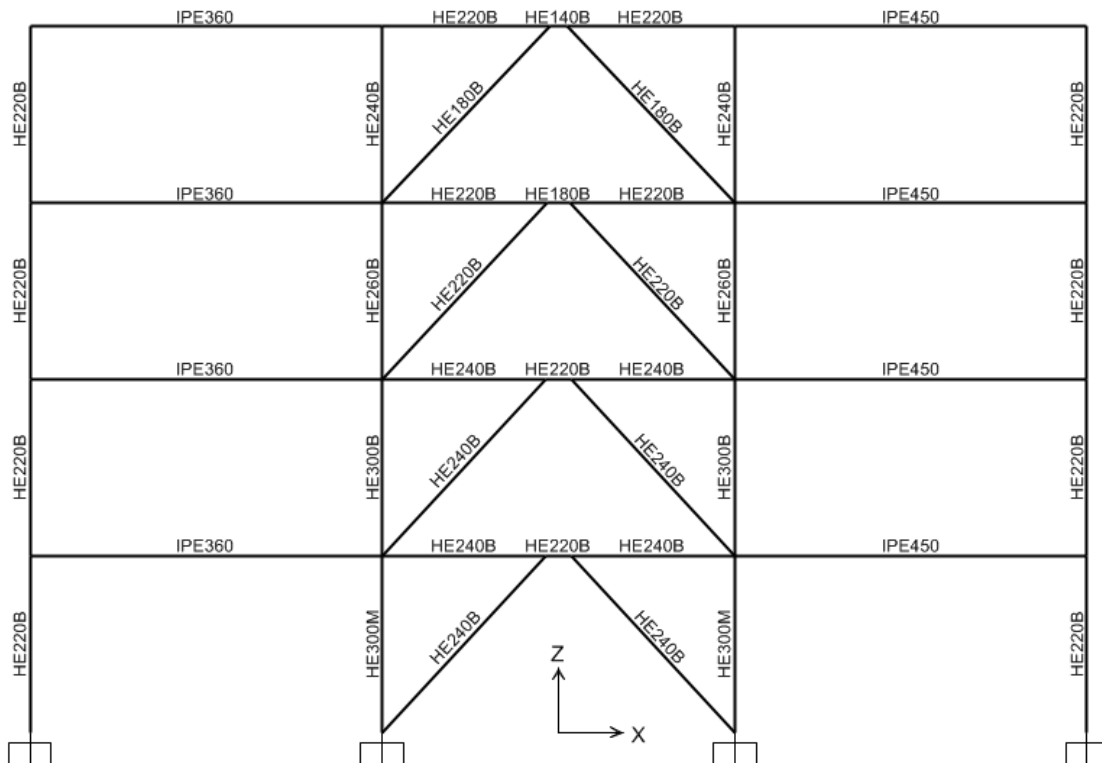 IPE360 HE220B HE140B HE220B IPE450
HE220B HE240B HE180B HE180B HE240B HE220B
IPE360 HE220B HE180B HE220B IPE450
HE220B HE260B HE220B HE220B HE260B HE220B
IPE360 HE240B HE220B HE240B IPE450
HE220B HE300B HE240B HE240B HE300B HE220B
IPE360 HE240B HE220B HE240B IPE450
HE220B HE300M HE240B HE240B HE300M HE220B
Z
X